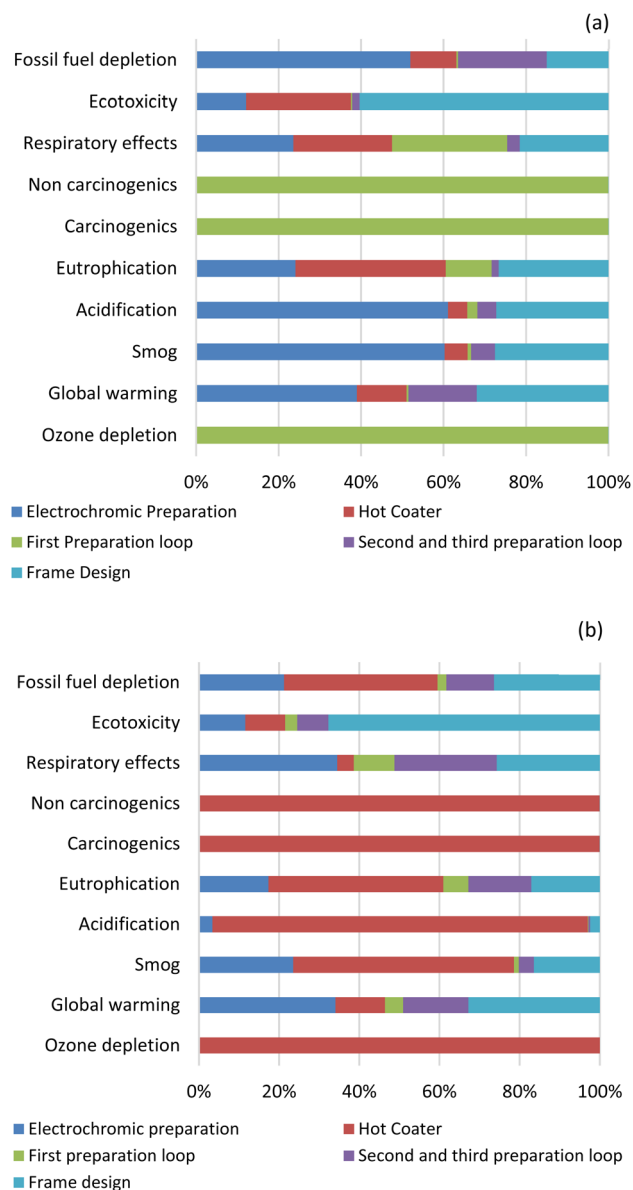 (a)
Fossil fuel depletion
Ecotoxicity
Respiratory effects
Non carcinogenics
Carcinogenics
Eutrophication
Acidification
Smog
Global warming
Ozone depletion
0% 20% 40% 60% 80% 100%
Electrochromic Preparation Hot Coater
First Preparation loop Second and third preparation loop
Frame Design
(b)
Fossil fuel depletion
Ecotoxicity
Respiratory effects
Non carcinogenics
Carcinogenics
Eutrophication
Acidification
Smog
Global warming
Ozone depletion
0% 20% 40% 60% 80% 100%
Electrochromic preparation Hot Coater
First preparation loop Second and third preparation loop
Frame design